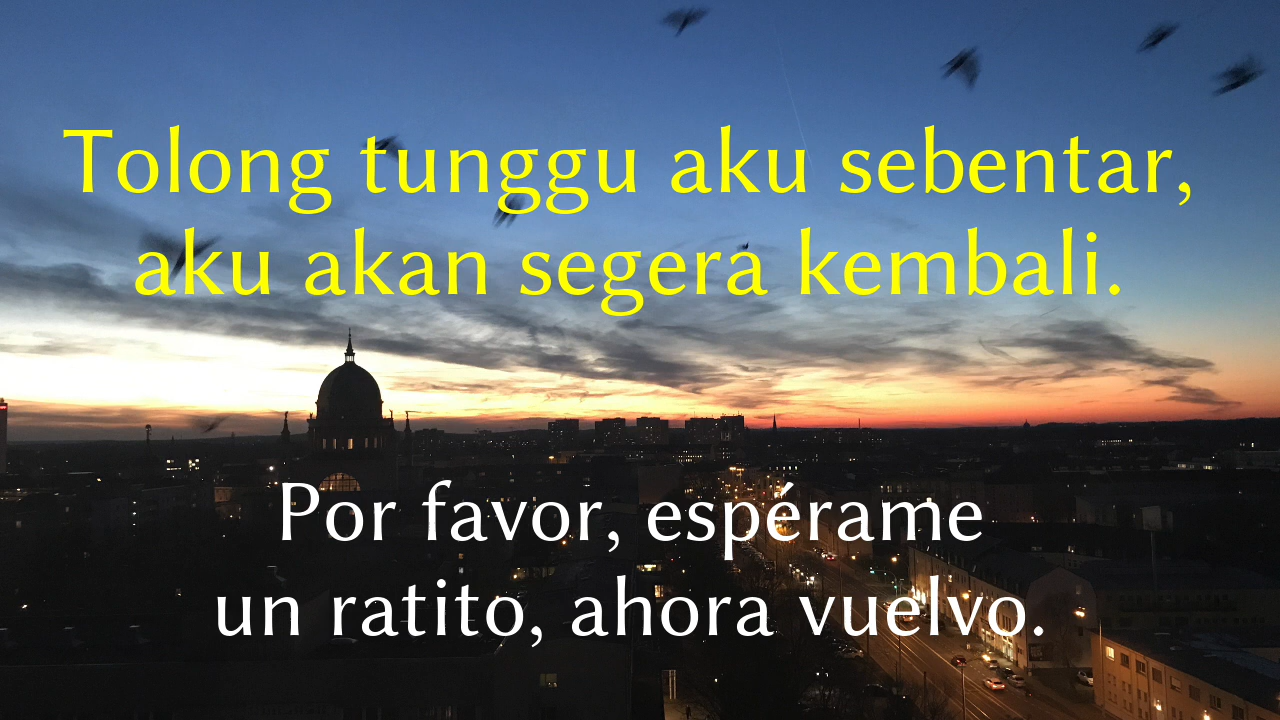 Tolong tunggu aku sebentar,
aku akan segera kembali.
Por favor, espérame
un ratito, ahora vuelvo.